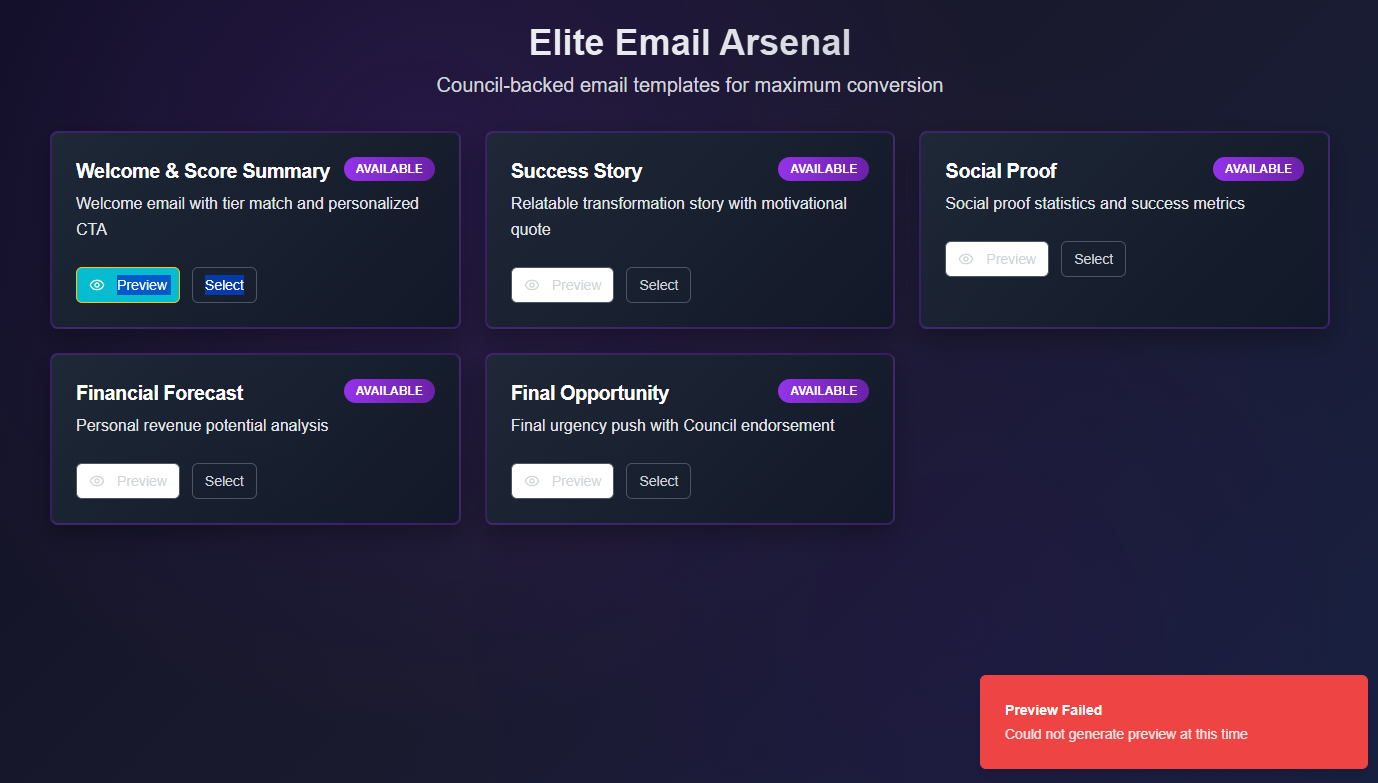 Elite Email Arsenal
Council-backed email templates for maximum conversion
Welcome & Score Summary
AVAILABLE
Welcome email with tier match and personalized
CTA
Preview
Select
Success Story
AVAILABLE
Relatable transformation story with motivational
quote
Preview
Select
Social Proof
AVAILABLE
Social proof statistics and success metrics
Preview
Select
Financial Forecast
AVAILABLE
Personal revenue potential analysis
Preview
Select
Final Opportunity
AVAILABLE
Final urgency push with Council endorsement
Preview
Select
Preview Failed
Could not generate preview at this time